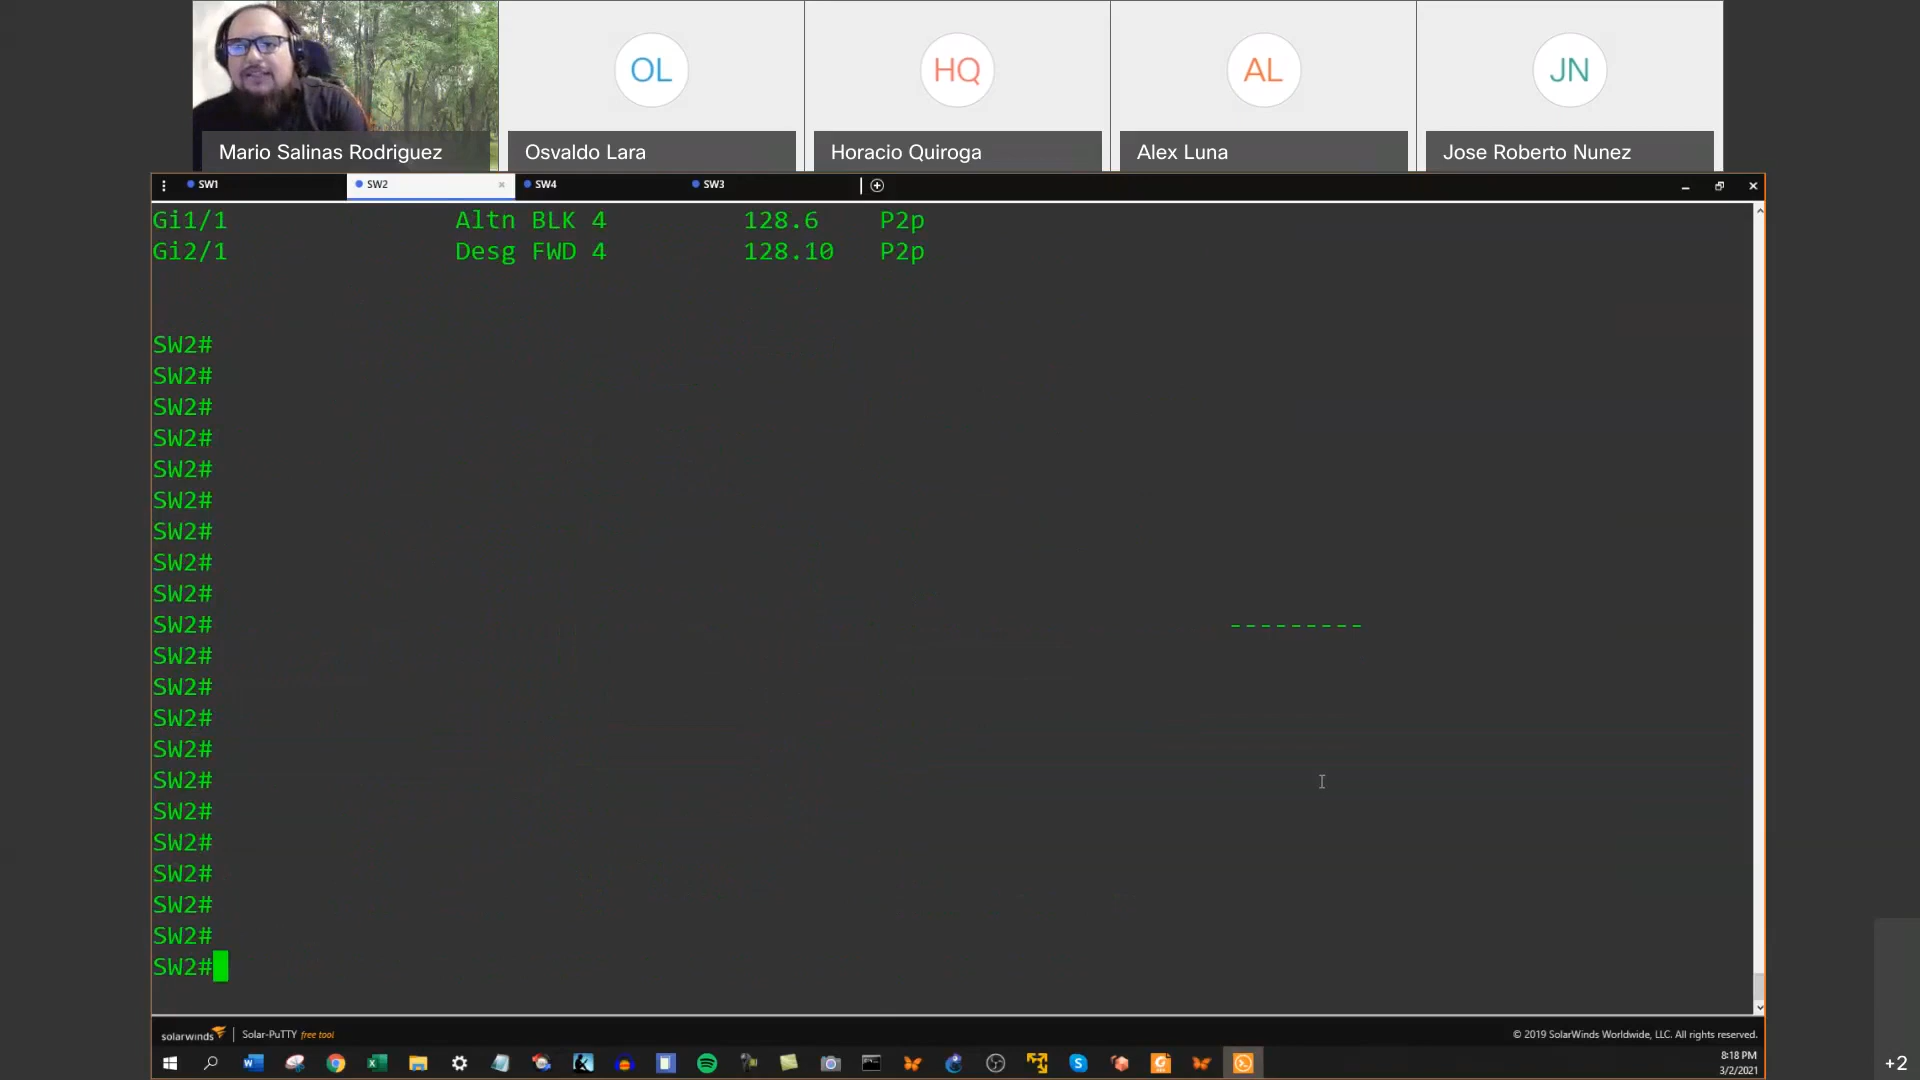 OL
HQ
AL
JN
Mario Salinas Rodriguez
Osvaldo Lara
Horacio Quiroga
Alex Luna
Jose Roberto Nunez
SW1
SW2
SW4
SW3
Gi1/1 Altn BLK 4 128.6 P2p
Gi2/1 Desg FWD 4 128.10 P2p
SW2#
SW2#
SW2#
SW2#
SW2#
SW2#
SW2#
SW2#
SW2#
SW2# ---------
SW2#
SW2#
SW2#
SW2#
SW2#
SW2#
SW2#
SW2#
SW2#
SW2#
SW2#
solarwinds Solar-PuTTY free tool
© 2019 SolarWinds Worldwide, LLC. All rights reserved.
8:18 PM
3/2/2021
+2